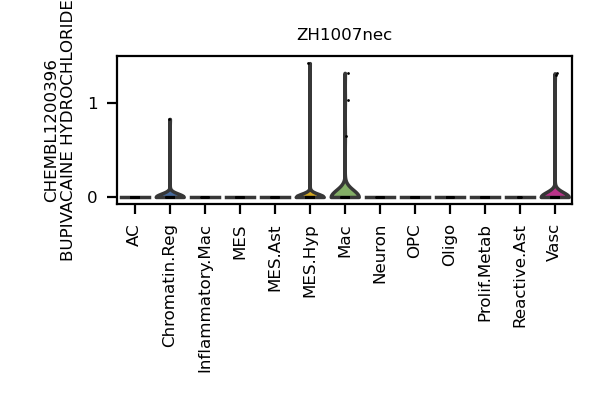 ZH1007nec
CHEMBL1200396
BUPIVACAINE HYDROCHLORIDE
1
0
AC
Chromatin.Reg
Inflammatory.Mac
MES
MES.Ast
MES.Hyp
Mac
Neuron
OPC
Oligo
Prolif.Metab
Reactive.Ast
Vasc